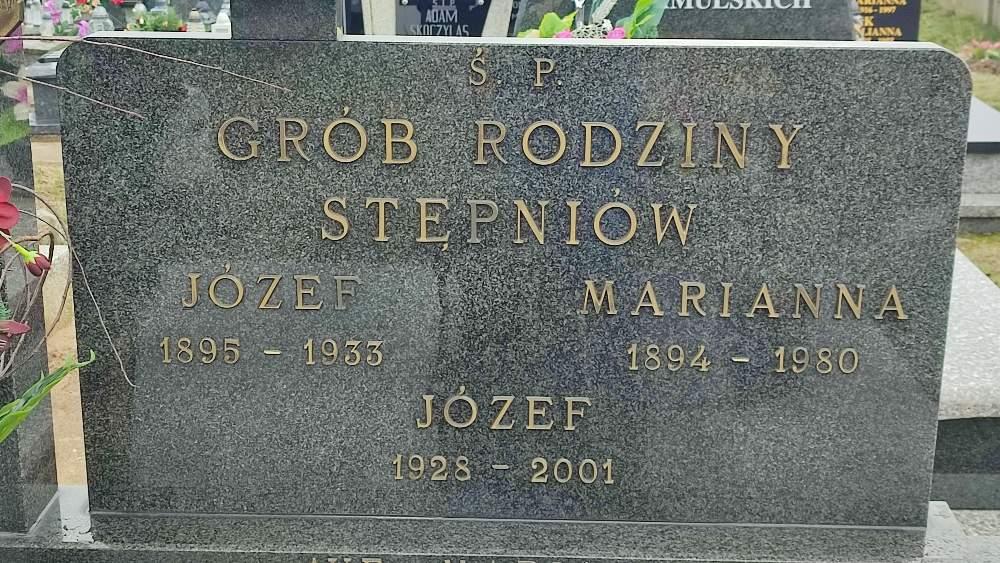 ADAM
SKOCZYLAS
Ś. P.
GRÓB RODZINY
STĘPNIÓW
JÓZEF MARIANNA
1895 - 1933 1894 - 1980
JÓZEF
1928 - 2001